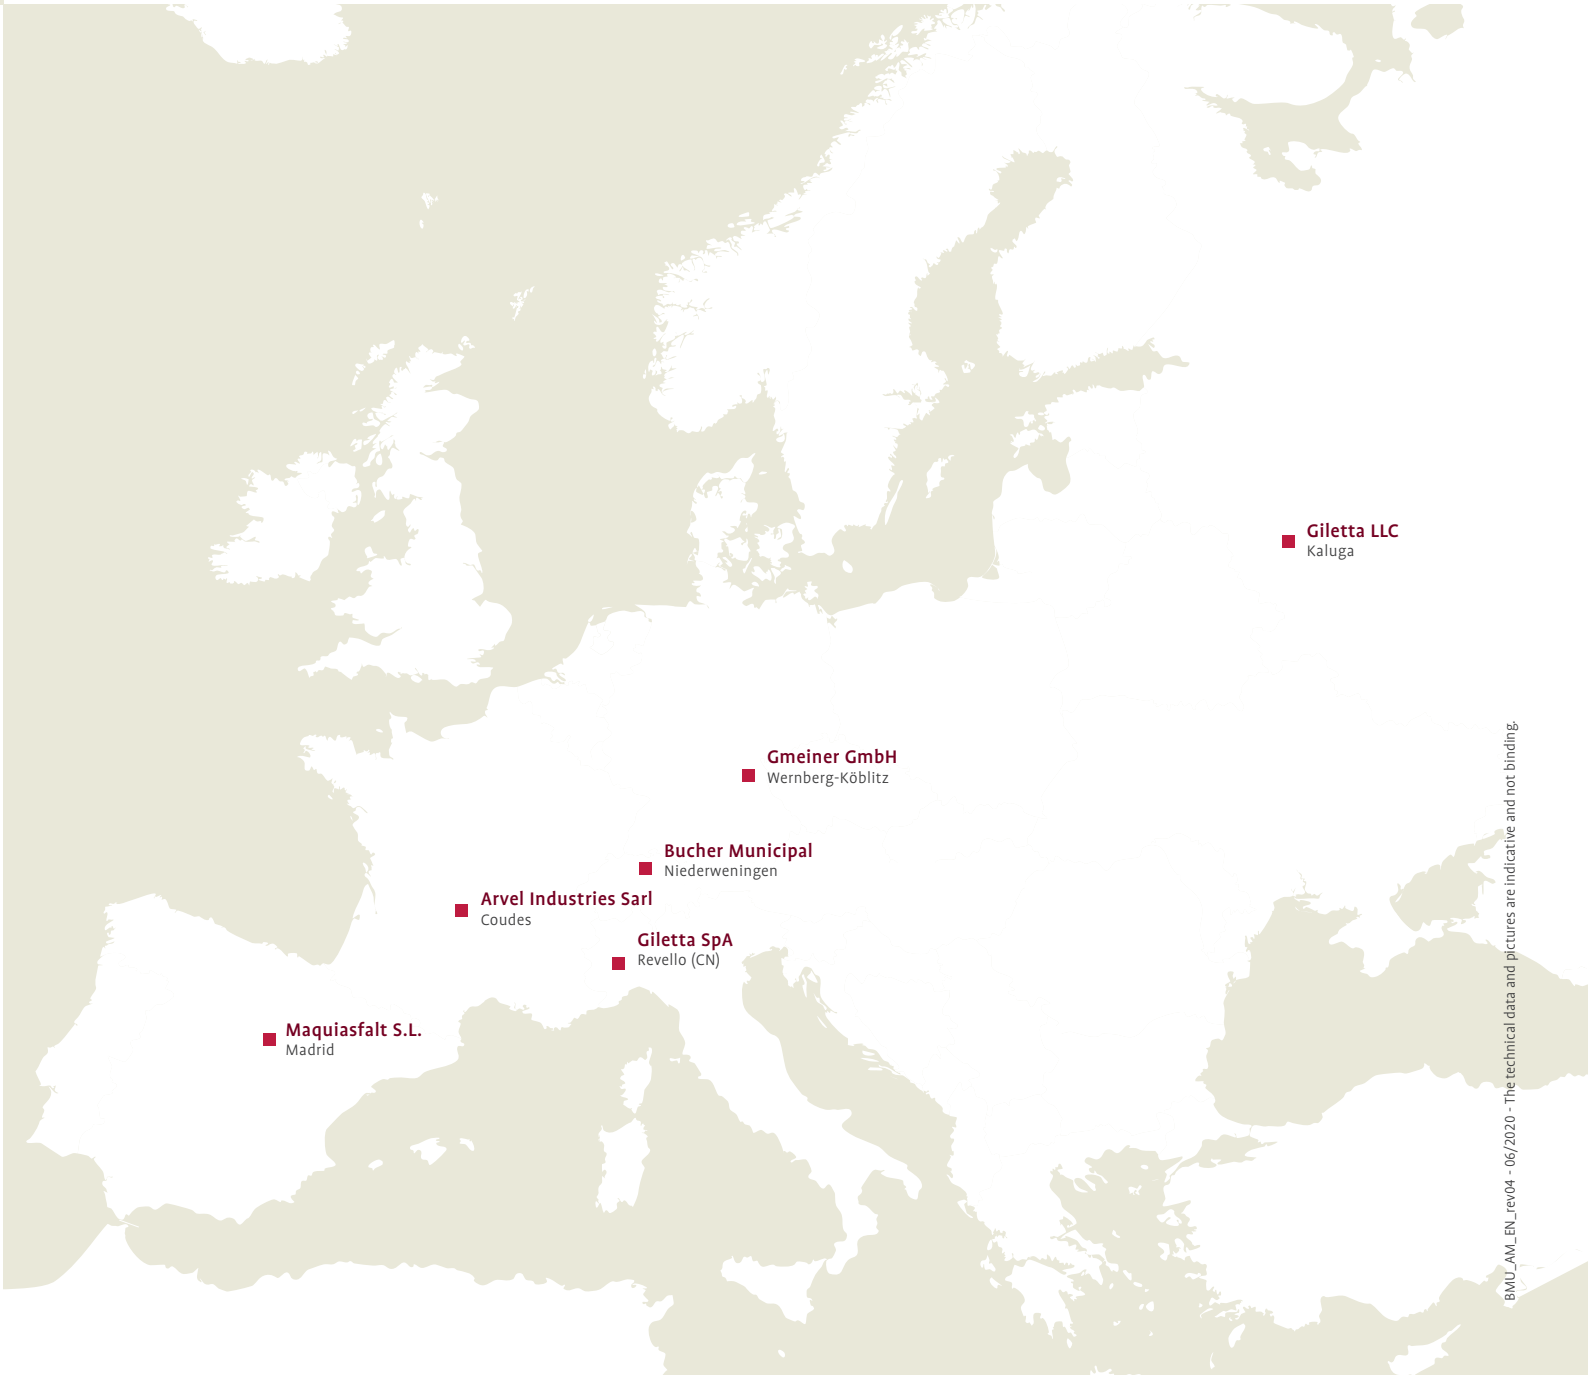 Giletta LLC
Kaluga
Gmeiner GmbH
Wernberg-Köblitz
Bucher Municipal
Niederweningen
Arvel Industries Sarl
Coudes
Giletta SpA
Revello (CN)
Maquiasfalt S.L.
Madrid
BMU_AM_EN_rev04 - 06/2020 - The technical data and pictures are indicative and not binding.